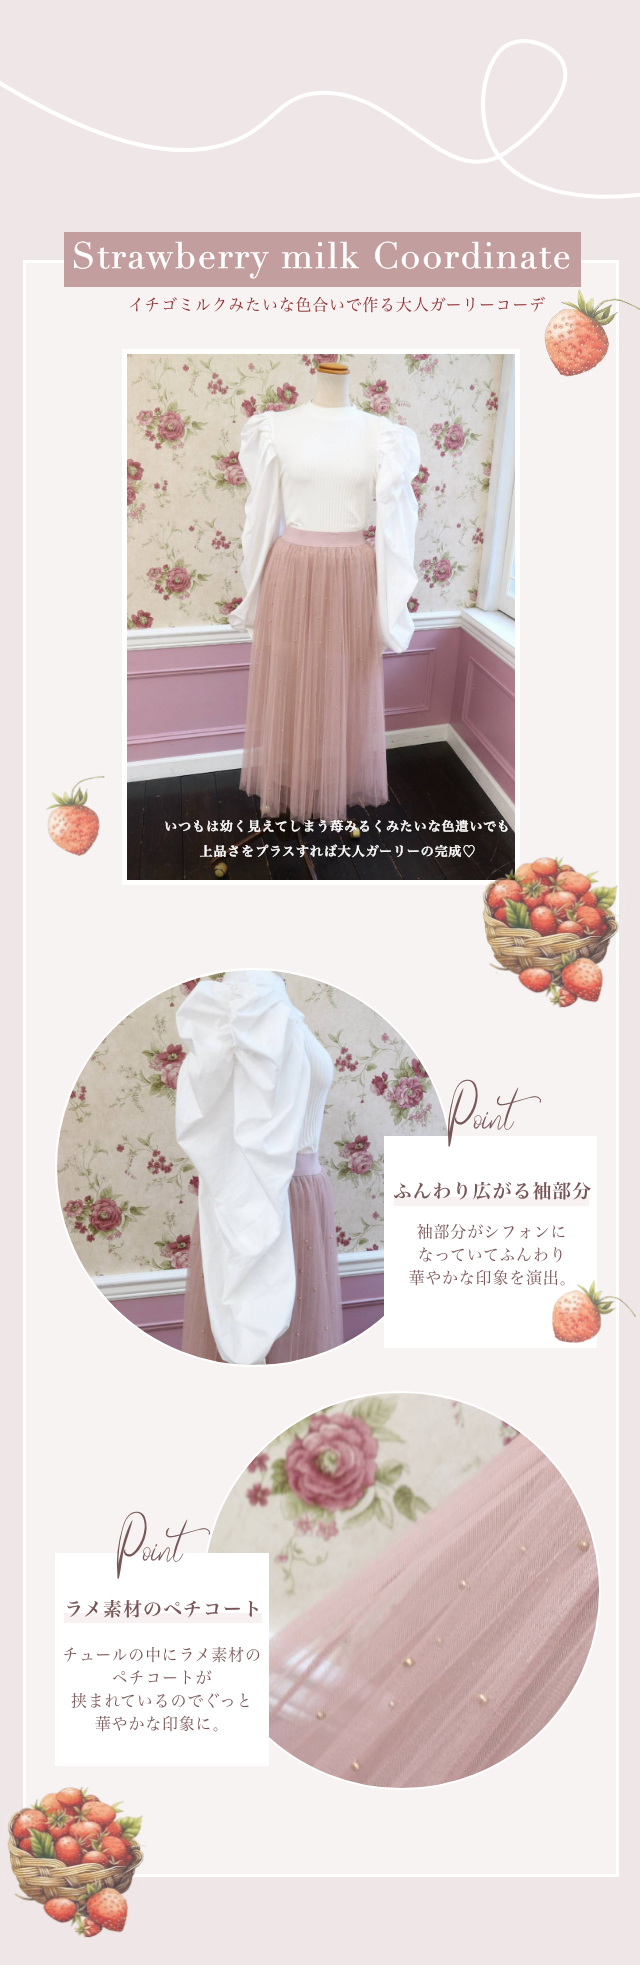 Strawberry milk Coordinate
イチゴミルクみたいな色合いで作る大人ガーリーコーデ
いつもは幼く見えてしまう苺みるくみたいな色遣いでも
上品さをプラスすれば大人ガーリーの完成♡
Point
ふんわり広がる袖部分
袖部分がシフォンに
なっていてふんわり
華やかな印象を演出。
Point
ラメ素材のペチコート
チュールの中にラメ素材の
ペチコートが
挟まれているのでぐっと
華やかな印象に。